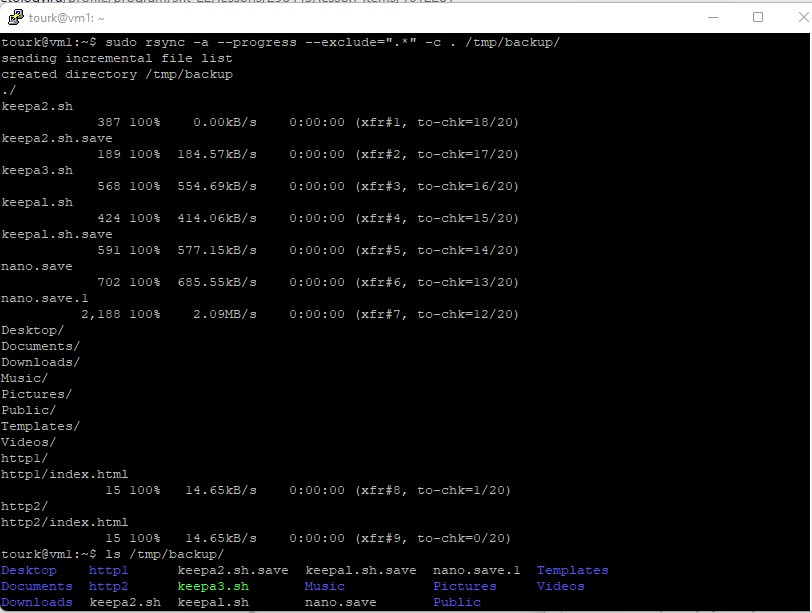 tourk@vm1: ~
tourk@vm1:~$ sudo rsync -a --progress --exclude=".*" -c . /tmp/backup/
sending incremental file list
created directory /tmp/backup
./
keepa2.sh
387 100% 0.00kB/s 0:00:00 (xfr#1, to-chk=18/20)
keepa2.sh.save
189 100% 184.57kB/s 0:00:00 (xfr#2, to-chk=17/20)
keepa3.sh
568 100% 554.69kB/s 0:00:00 (xfr#3, to-chk=16/20)
keepal.sh
424 100% 414.06kB/s 0:00:00 (xfr#4, to-chk=15/20)
keepal.sh.save
591 100% 577.15kB/s 0:00:00 (xfr#5, to-chk=14/20)
nano.save
702 100% 685.55kB/s 0:00:00 (xfr#6, to-chk=13/20)
nano.save.1
2,188 100% 2.09MB/s 0:00:00 (xfr#7, to-chk=12/20)
Desktop/
Documents/
Downloads/
Music/
Pictures/
Public/
Templates/
Videos/
http1/
http1/index.html
15 100% 14.65kB/s 0:00:00 (xfr#8, to-chk=1/20)
http2/
http2/index.html
15 100% 14.65kB/s 0:00:00 (xfr#9, to-chk=0/20)
tourk@vm1:~$ ls /tmp/backup/
Desktop http1 keepa2.sh.save keepal.sh.save nano.save.1 Templates
Documents http2 keepa3.sh Music Pictures Videos
Downloads keepa2.sh keepal.sh nano.save Public